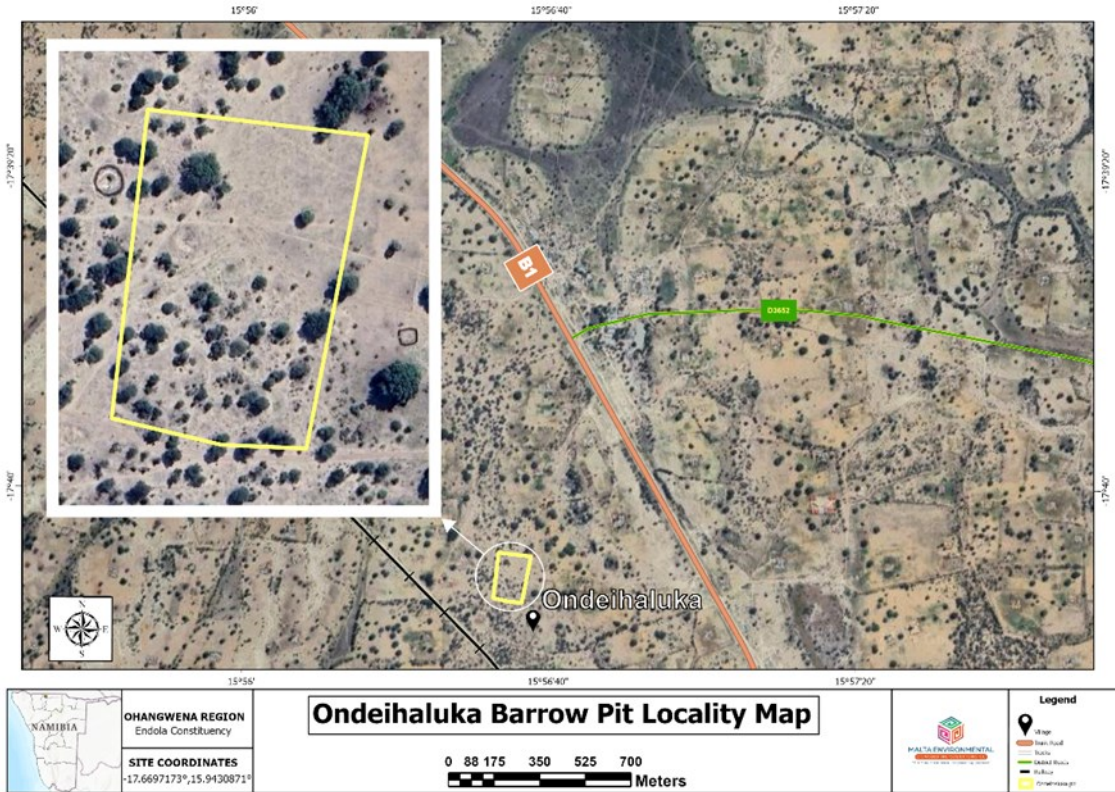 15°56' 15°56'40" 15°57'20"
-17°39'20" -17°39'20"
B1
D3652
-17°40' -17°40'
Ondeihaluka
N
W E
S
15°56' 15°56'40" 15°57'20"
NAMIBIA
OHANGWENA REGION
Endola Constituency
SITE COORDINATES
-17.6697173°,15.9430871°
Ondeihaluka Barrow Pit Locality Map
0 88 175 350 525 700
Meters
MALTA ENVIRONMENTAL
Legend
Village
Main Road
Tracks
District Roads
Railway